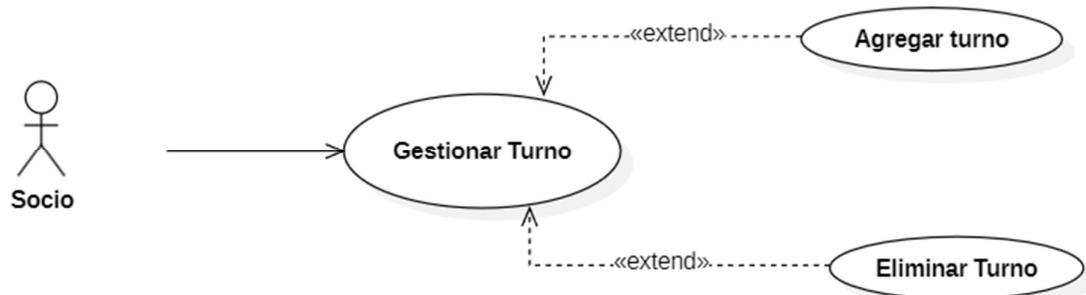 «extend»
Agregar turno
Gestionar Turno
Socio
«extend»
Eliminar Turno